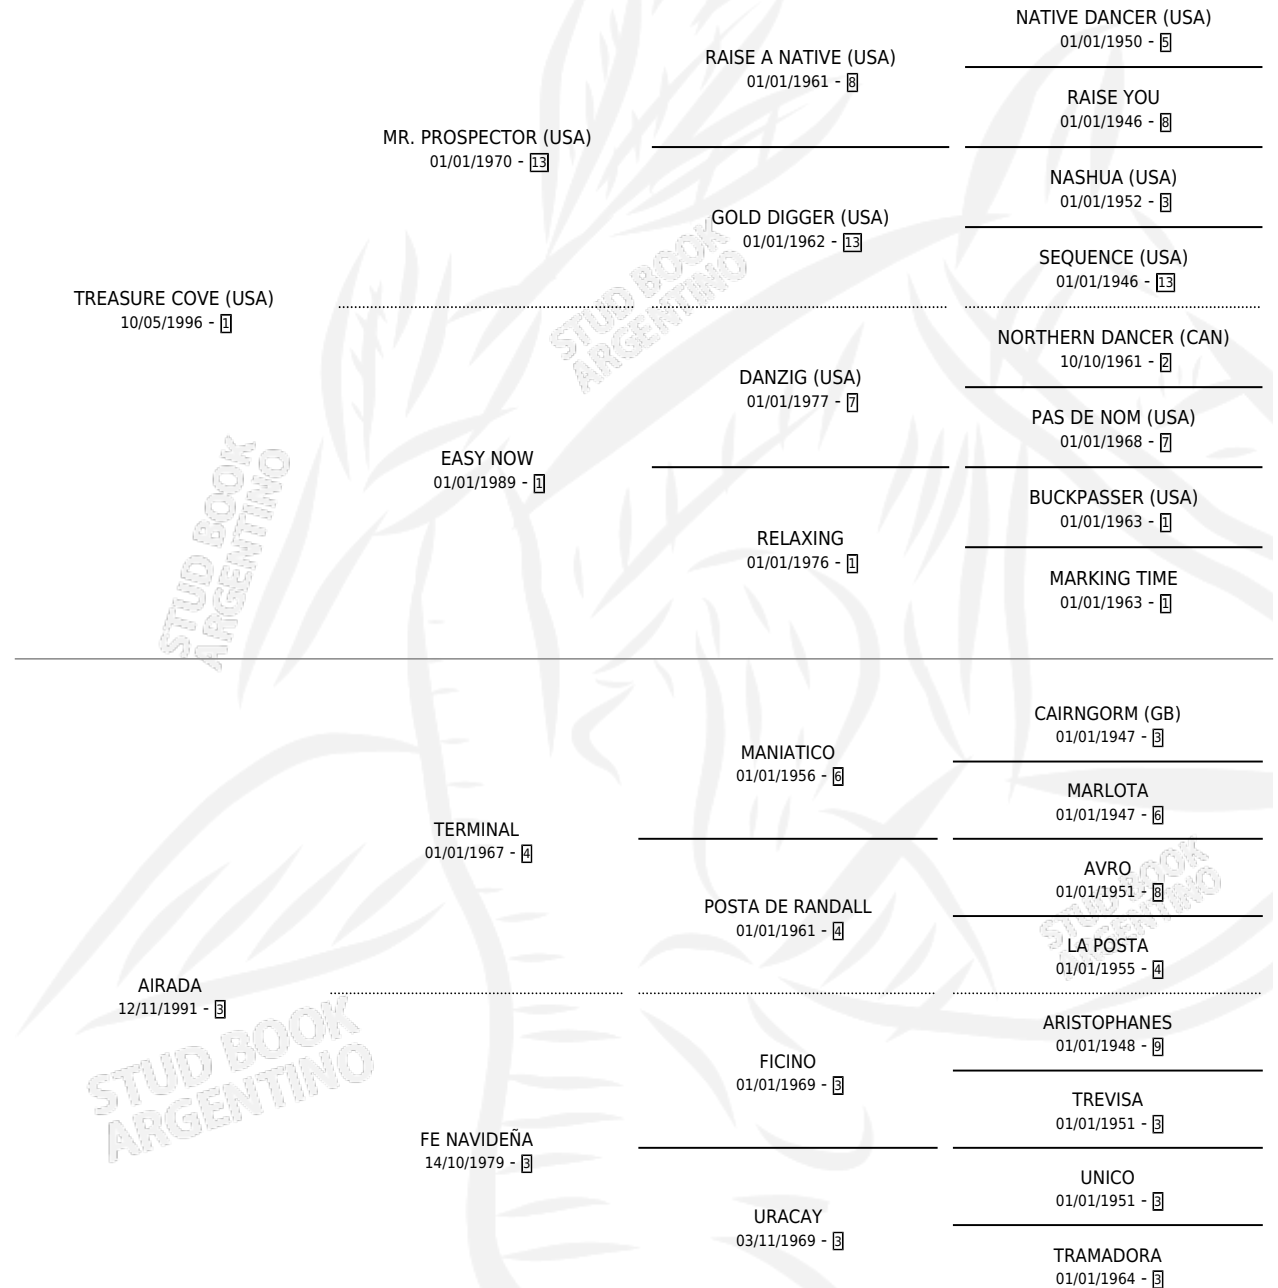 NATIVE DANCER (USA)
01/01/1950 - 5
RAISE A NATIVE (USA)
01/01/1961 - 8
RAISE YOU
01/01/1946 - 8
MR. PROSPECTOR (USA)
01/01/1970 - 13
NASHUA (USA)
01/01/1952 - 3
GOLD DIGGER (USA)
01/01/1962 - 13
SEQUENCE (USA)
01/01/1946 - 13
TREASURE COVE (USA)
10/05/1996 - 1
NORTHERN DANCER (CAN)
10/10/1961 - 2
DANZIG (USA)
01/01/1977 - 7
PAS DE NOM (USA)
01/01/1968 - 7
EASY NOW
01/01/1989 - 1
BUCKPASSER (USA)
01/01/1963 - 1
RELAXING
01/01/1976 - 1
MARKING TIME
01/01/1963 - 1
CAIRNGORM (GB)
01/01/1947 - 3
MANIATICO
01/01/1956 - 6
MARLOTA
01/01/1947 - 6
TERMINAL
01/01/1967 - 4
AVRO
01/01/1951 - 8
POSTA DE RANDALL
01/01/1961 - 4
LA POSTA
01/01/1955 - 4
AIRADA
12/11/1991 - 3
ARISTOPHANES
01/01/1948 - 9
FICINO
01/01/1969 - 3
TREVISA
01/01/1951 - 3
FE NAVIDEÑA
14/10/1979 - 3
UNICO
01/01/1951 - 3
URACAY
03/11/1969 - 3
TRAMADORA
01/01/1964 - 3
STUD BOOK
ARGENTINO
STUD BOOK
ARGENTINO
STUD BOOK
ARGENTINO
STUD BOOK
ARGENTINO